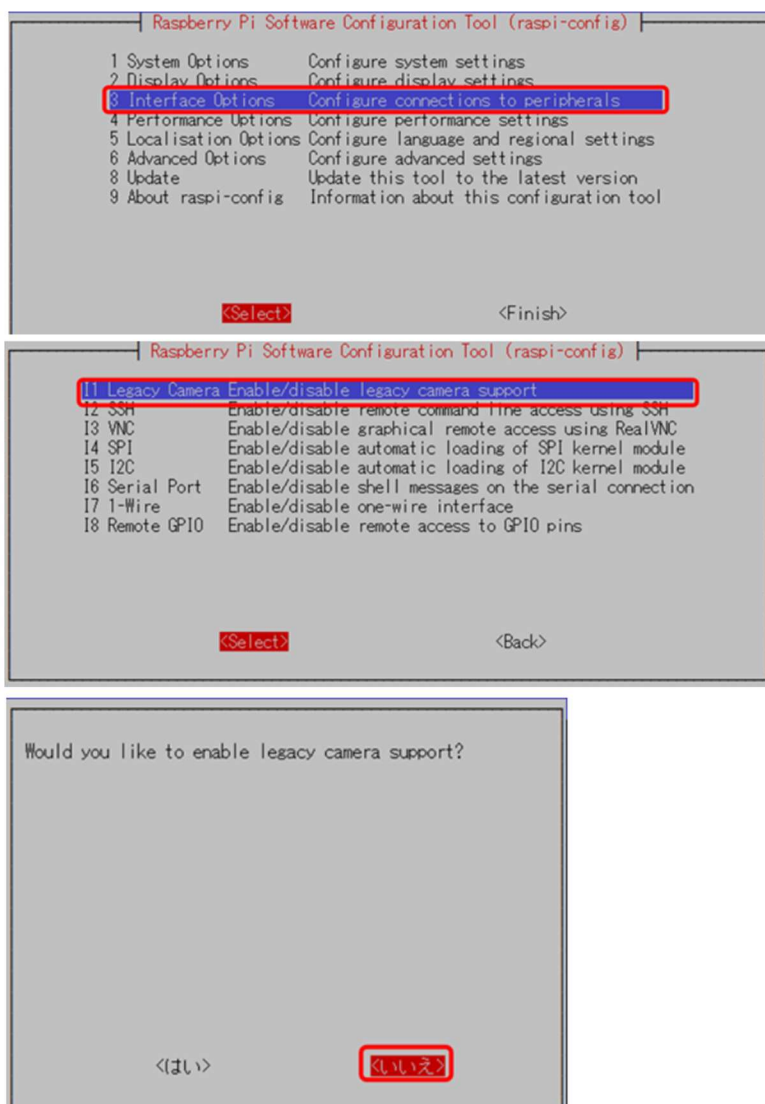 Raspberry Pi Software Configuration Tool (raspi-config)
1 System Options Configure system settings
2 Display Options Configure display settings
3 Interface Options Configure connections to peripherals
4 Performance Options Configure performance settings
5 Localisation Options Configure language and regional settings
6 Advanced Options Configure advanced settings
8 Update Update this tool to the latest version
9 About raspi-config Information about this configuration tool
<Select> <Finish>
Raspberry Pi Software Configuration Tool (raspi-config)
I1 Legacy Camera Enable/disable legacy camera support
I2 SSH Enable/disable remote command line access using SSH
I3 VNC Enable/disable graphical remote access using RealVNC
I4 SPI Enable/disable automatic loading of SPI kernel module
I5 I2C Enable/disable automatic loading of I2C kernel module
I6 Serial Port Enable/disable shell messages on the serial connection
I7 1-Wire Enable/disable one-wire interface
I8 Remote GPIO Enable/disable remote access to GPIO pins
<Select> <Back>
Would you like to enable legacy camera support?
<はい> <いいえ>